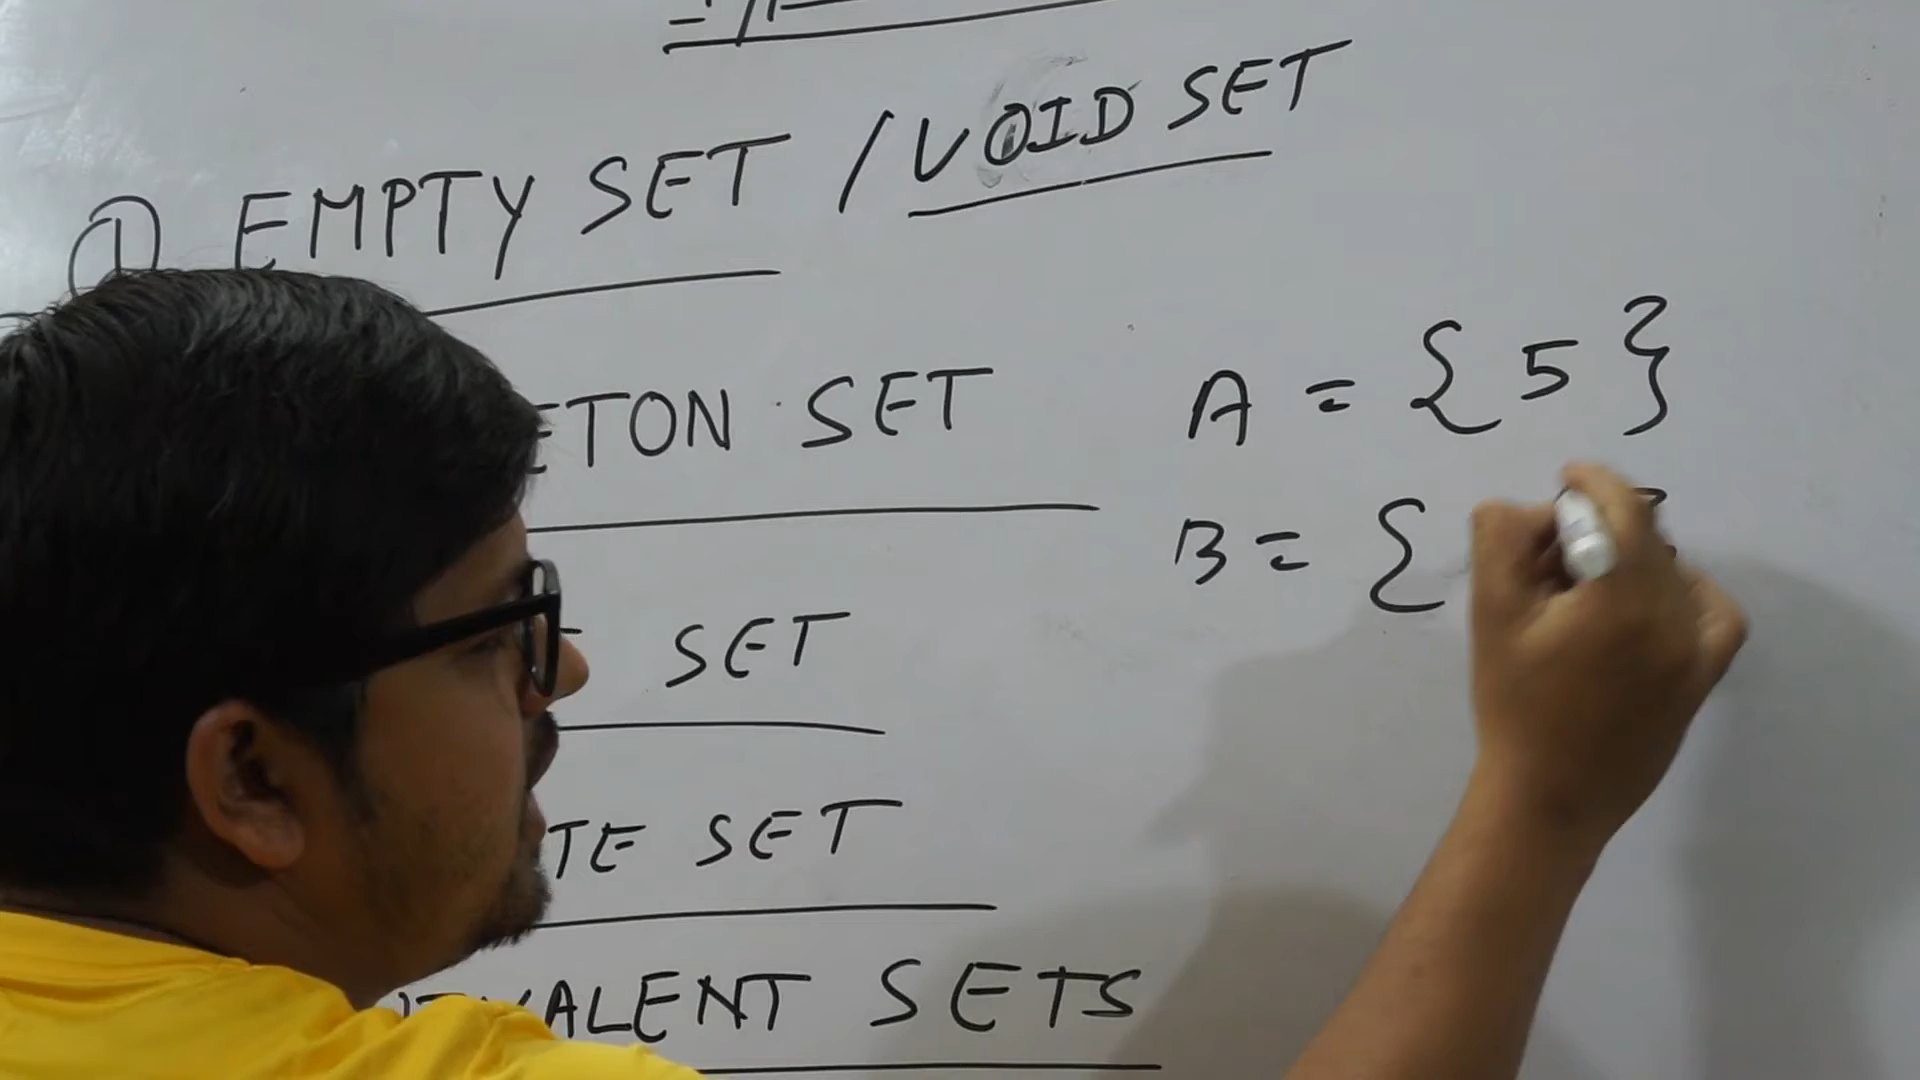 ① EMPTY SET / VOID SET
ETON SET
A = { 5 }
B = {
SET
TE SET
VALENT SETS